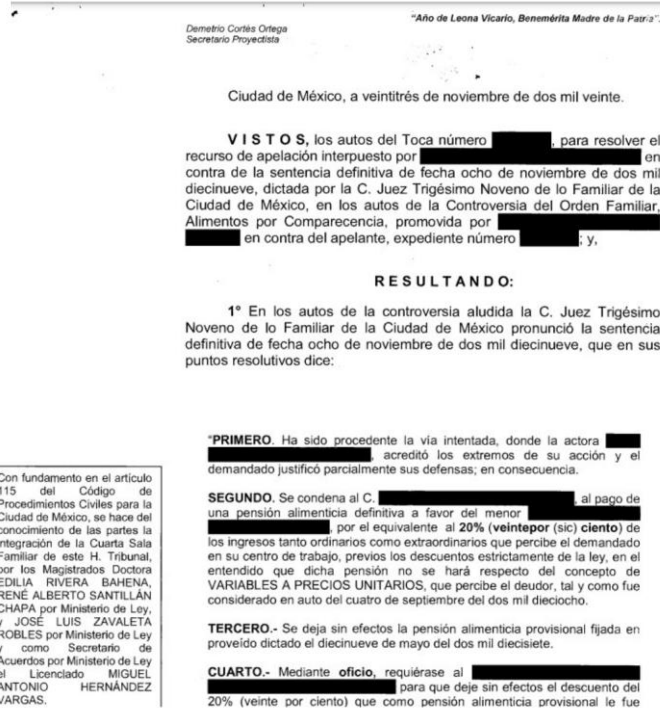 "Año de Leona Vicario, Benemérita Madre de la Patria".
Demetrio Cortés Ortega
Secretario Proyectista
Ciudad de México, a veintitrés de noviembre de dos mil veinte.
V I S T O S, los autos del Toca número , para resolver el
recurso de apelación interpuesto por en
contra de la sentencia definitiva de fecha ocho de noviembre de dos mil
diecinueve, dictada por la C. Juez Trigésimo Noveno de lo Familiar de la
Ciudad de México, en los autos de la Controversia del Orden Familiar,
Alimentos por Comparecencia, promovida por
en contra del apelante, expediente número ; y,
R E S U L T A N D O:
1° En los autos de la controversia aludida la C. Juez Trigésimo
Noveno de lo Familiar de la Ciudad de México pronunció la sentencia
definitiva de fecha ocho de noviembre de dos mil diecinueve, que en sus
puntos resolutivos dice:
"PRIMERO. Ha sido procedente la vía intentada, donde la actora
, acreditó los extremos de su acción y el
demandado justificó parcialmente sus defensas; en consecuencia.
SEGUNDO. Se condena al C. , al pago de
una pensión alimenticia definitiva a favor del menor
, por el equivalente al 20% (veintepor (sic) ciento) de
los ingresos tanto ordinarios como extraordinarios que percibe el demandado
en su centro de trabajo, previos los descuentos estrictamente de la ley, en el
entendido que dicha pensión no se hará respecto del concepto de
VARIABLES A PRECIOS UNITARIOS, que percibe el deudor, tal y como fue
considerado en auto del cuatro de septiembre del dos mil dieciocho.
TERCERO.- Se deja sin efectos la pensión alimenticia provisional fijada en
proveído dictado el diecinueve de mayo del dos mil diecisiete.
CUARTO.- Mediante oficio, requiérase al
para que deje sin efectos el descuento del
20% (veinte por ciento) que como pensión alimenticia provisional le fue
Con fundamento en el artículo
115 del Código de
Procedimientos Civiles para la
Ciudad de México, se hace del
conocimiento de las partes la
integración de la Cuarta Sala
Familiar de este H. Tribunal,
por los Magistrados Doctora
EDILIA RIVERA BAHENA,
RENÉ ALBERTO SANTILLÁN
CHAPA por Ministerio de Ley,
y JOSÉ LUIS ZAVALETA
ROBLES por Ministerio de Ley
y como Secretario de
Acuerdos por Ministerio de Ley
el Licenciado MIGUEL
ANTONIO HERNÁNDEZ
VARGAS.